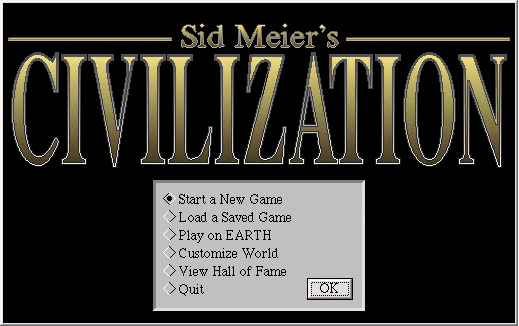 Sid Meier's
CIVILIZATION
Start a New Game
Load a Saved Game
Play on EARTH
Customize World
View Hall of Fame
Quit
OK